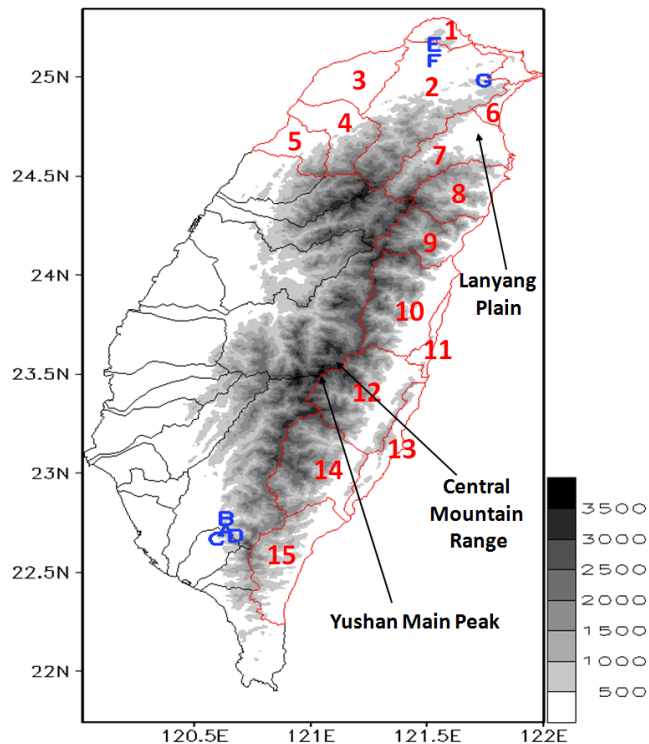 1
E
25N
F
3
2
G
4
6
5
7
24.5N
8
9
24N
Lanyang
Plain
10
11
23.5N
12
13
23N
14
Central
Mountain
Range
B
A
C
D
15
22.5N
Yushan Main Peak
22N
3500
3000
2500
2000
1500
1000
500
120.5E
121E
121.5E
122E